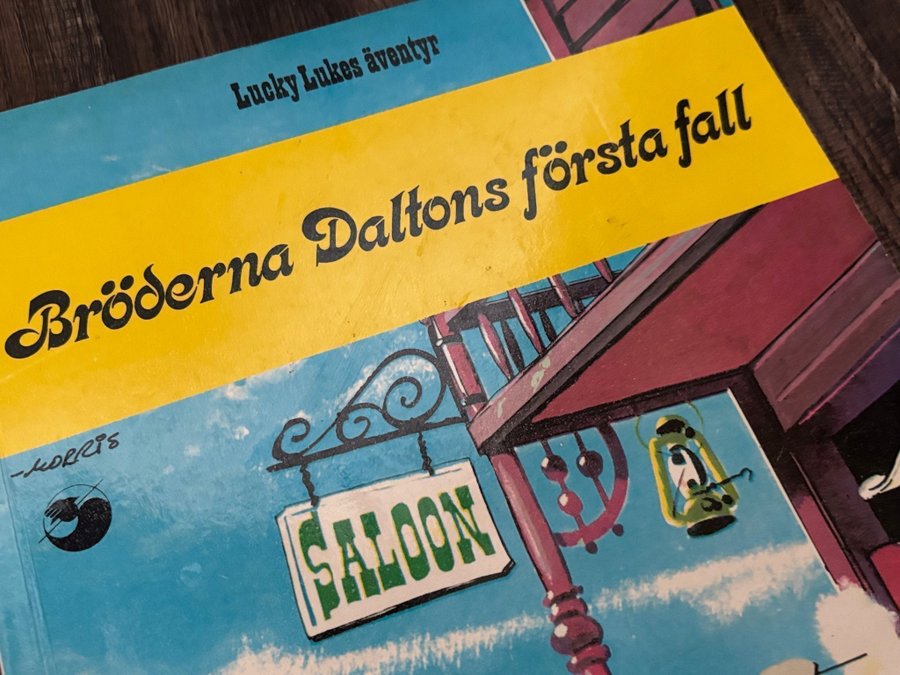 Lucky Lukes äventyr
Bröderna Daltons första fall
-MORRIS
SALOON